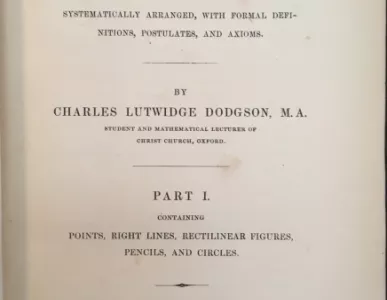 SYSTEMATICALLY ARRANGED, WITH FORMAL DEFI-
NITIONS, POSTULATES, AND AXIOMS.
BY
CHARLES LUTWIDGE DODGSON, M.A.
STUDENT AND MATHEMATICAL LECTURER OF
CHRIST CHURCH, OXFORD.
PART I.
CONTAINING
POINTS, RIGHT LINES, RECTILINEAR FIGURES,
PENCILS, AND CIRCLES.